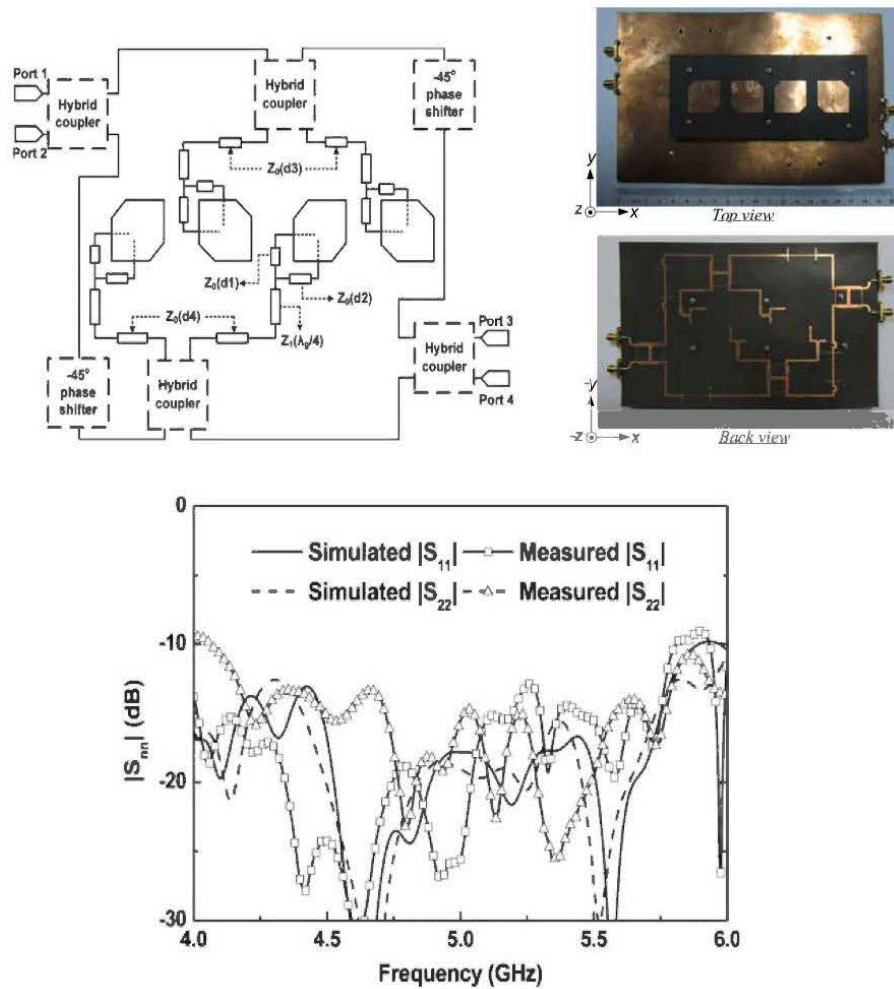 Port 1
Port 2
Hybrid
coupler
Hybrid
coupler
-45°
phase
shifter
Z₀(d3)
Z₀(d1)
Z₀(d2)
Z₀(d4)
Z₁(λg/4)
-45°
phase
shifter
Hybrid
coupler
Hybrid
coupler
Port 3
Port 4
y
z
x
Top view
-y
-z
x
Back view
0
-10
-20
-30
|Sₙₙ| (dB)
Simulated |S₁₁|
Measured |S₁₁|
Simulated |S₂₂|
Measured |S₂₂|
4.0
4.5
5.0
5.5
6.0
Frequency (GHz)